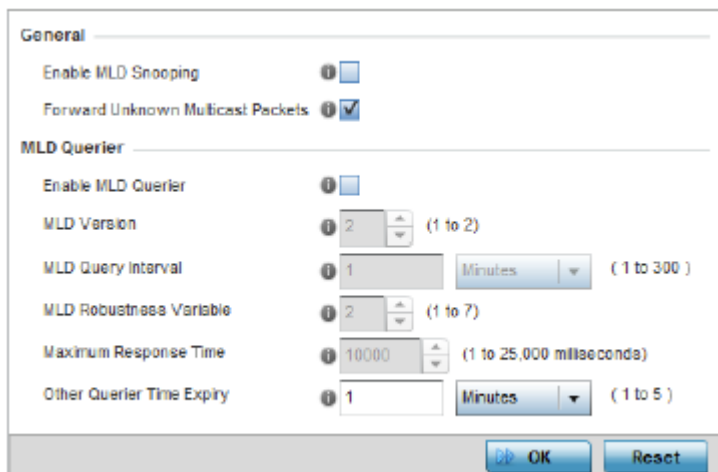 General
Enable MLD Snooping
Forward Unknown Multicast Packets
MLD Querier
Enable MLD Querier
MLD Version 2 (1 to 2)
MLD Query Interval 1 Minutes ( 1 to 300 )
MLD Robustness Variable 2 (1 to 7)
Maximum Response Time 10000 (1 to 25,000 milliseconds)
Other Querier Time Expiry 1 Minutes ( 1 to 5 )
OK Reset